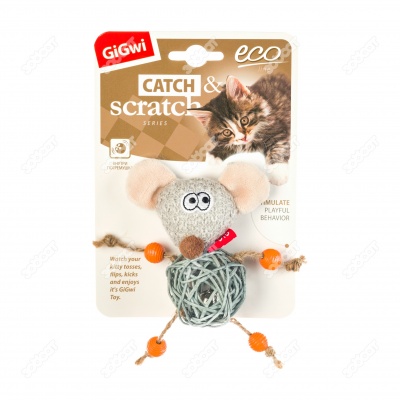 GiGwi
eco
CATCH &
scratch
SERIES
STIMULATE
PLAYFUL
BEHAVIOR
Watch your
kitty tosses,
flips, kicks
and enjoys
it's GiGwi
Toy.